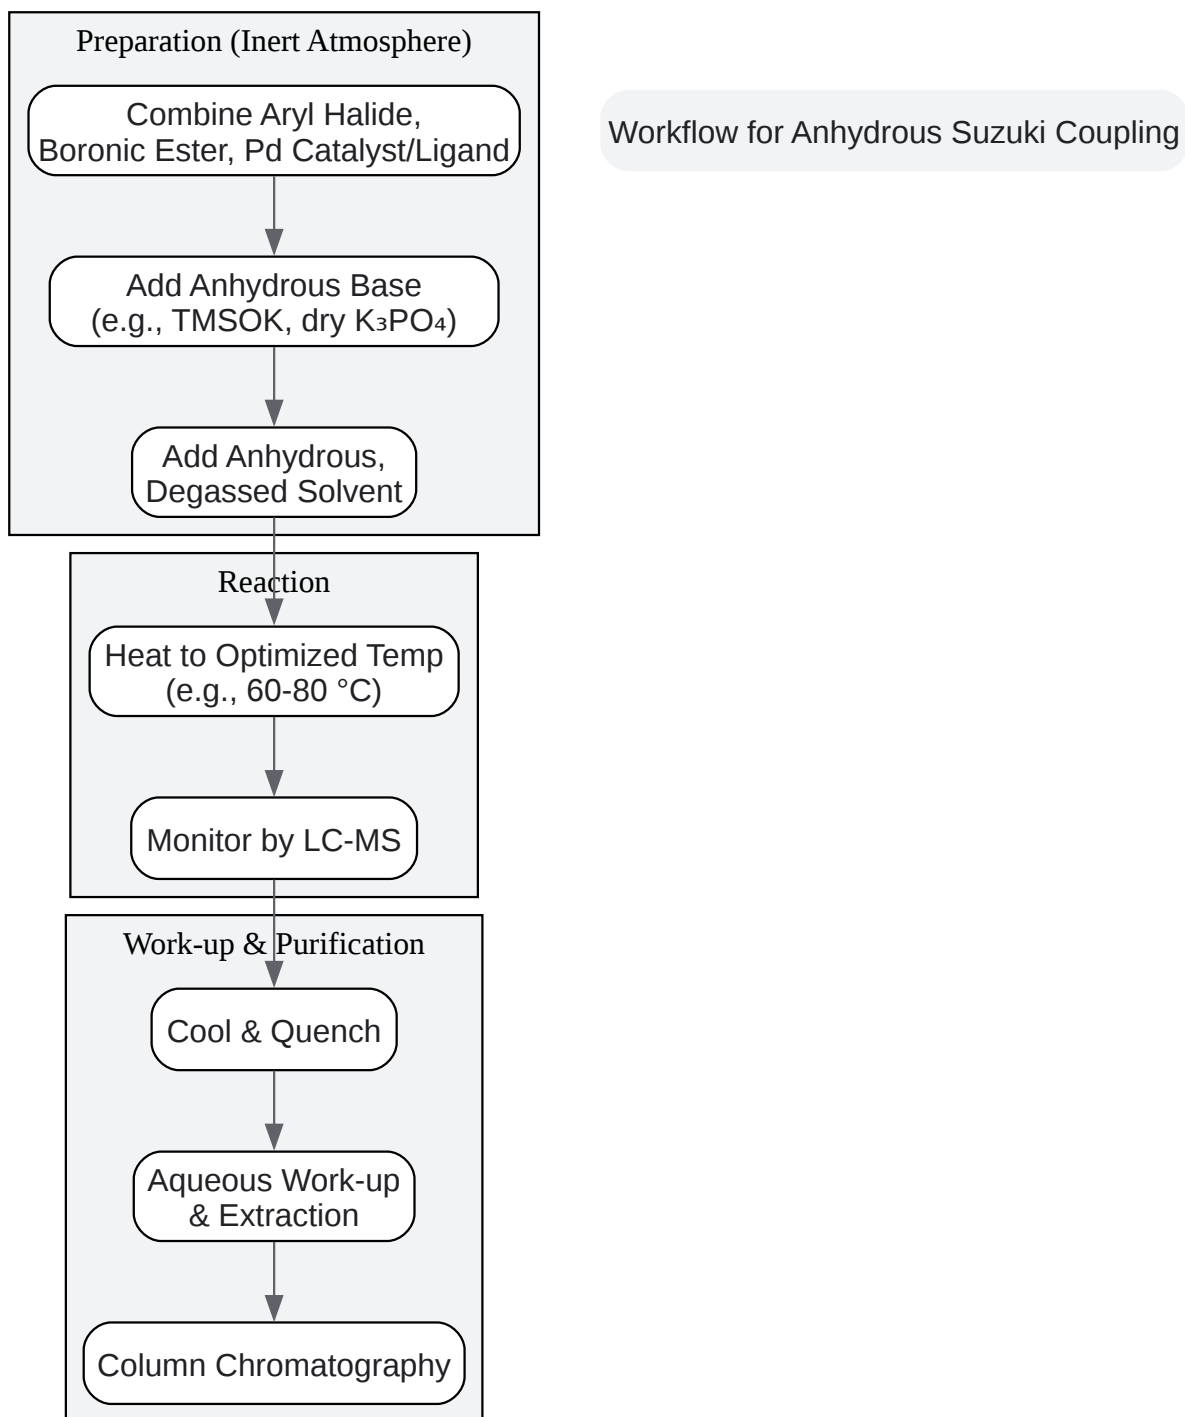 Preparation (Inert Atmosphere)
Combine Aryl Halide,
Boronic Ester, Pd Catalyst/Ligand
Workflow for Anhydrous Suzuki Coupling
Add Anhydrous Base
(e.g., TMSOK, dry K₃PO₄)
Add Anhydrous,
Degassed Solvent
Reaction
Heat to Optimized Temp
(e.g., 60-80 °C)
Monitor by LC-MS
Work-up & Purification
Cool & Quench
Aqueous Work-up
& Extraction
Column Chromatography